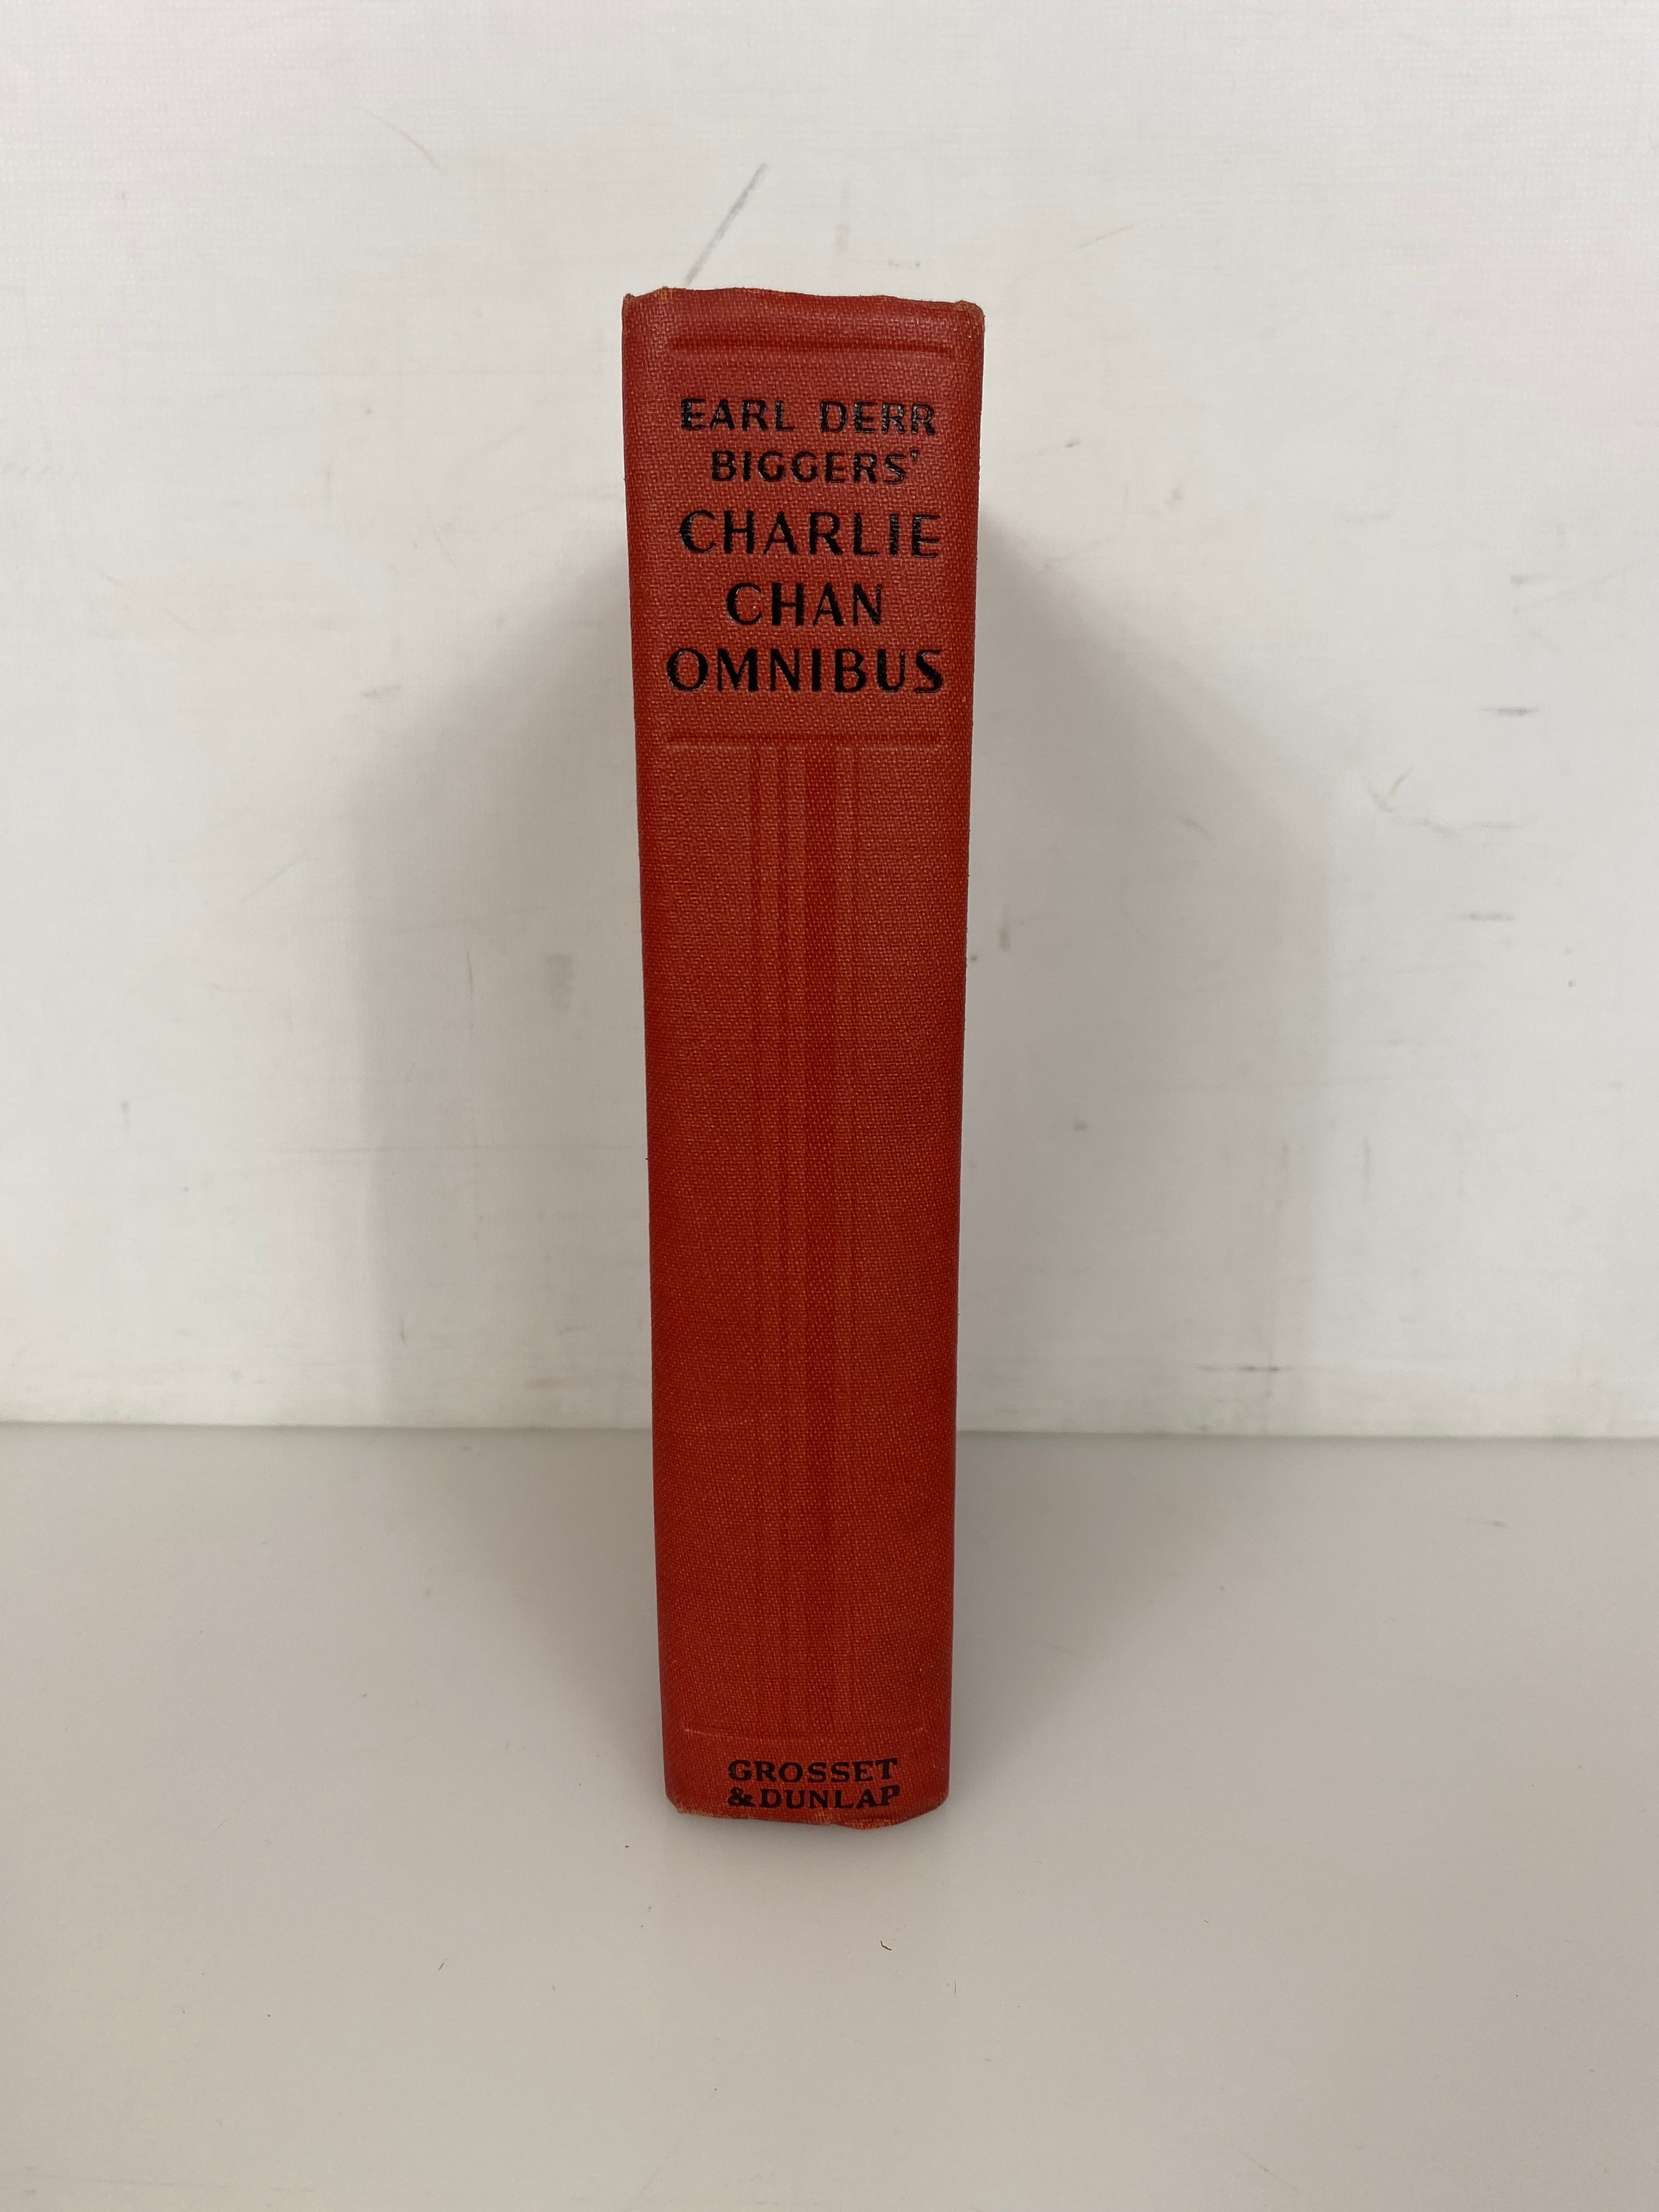 EARL DERR
BIGGERS'
CHARLIE
CHAN
OMNIBUS
GROSSET
& DUNLAP